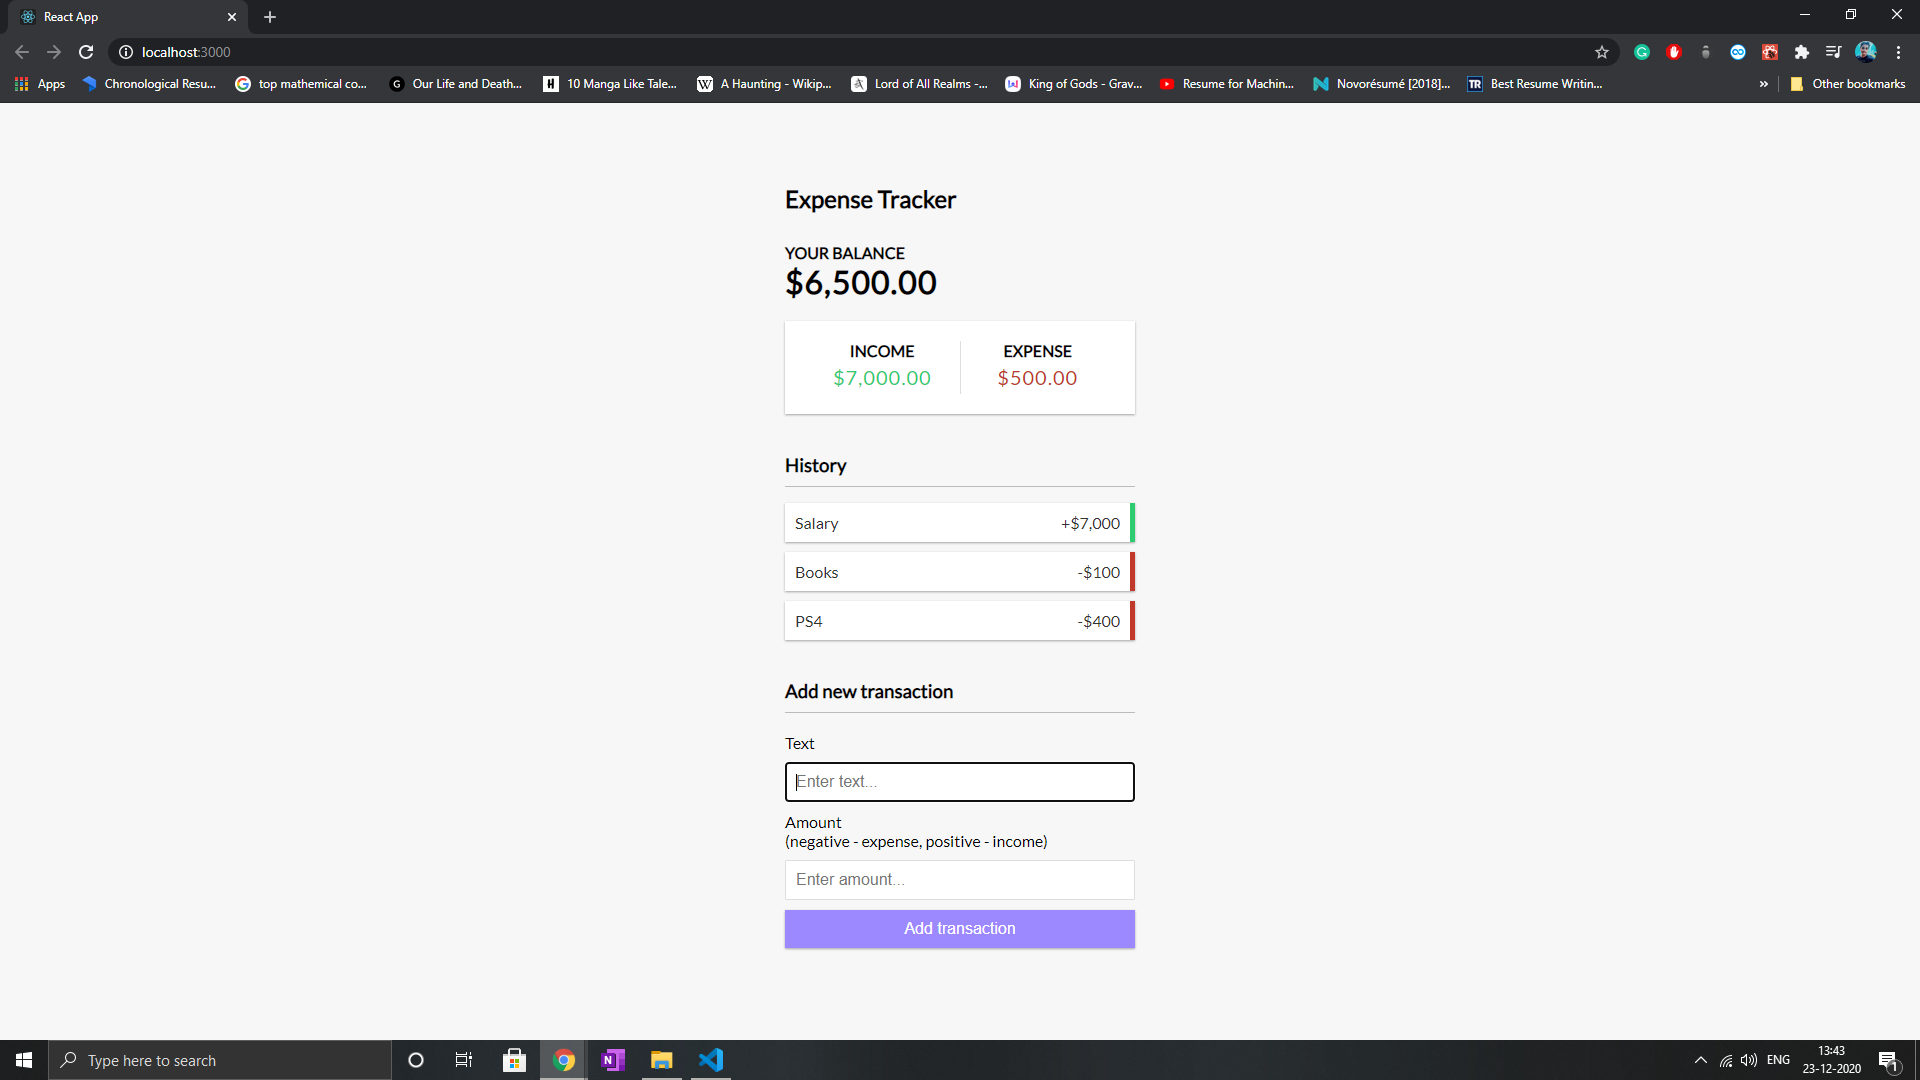 React App
localhost:3000
Apps
Chronological Resu...
top mathemical co...
Our Life and Death...
10 Manga Like Tale...
A Haunting - Wikip...
Lord of All Realms -...
King of Gods - Grav...
Resume for Machin...
Novorésumé [2018]...
Best Resume Writin...
Other bookmarks
Expense Tracker
YOUR BALANCE
$6,500.00
INCOME
$7,000.00
EXPENSE
$500.00
History
Salary +$7,000
Books -$100
PS4 -$400
Add new transaction
Text
Enter text...
Amount
(negative - expense, positive - income)
Enter amount...
Add transaction
Type here to search
ENG
13:43
23-12-2020
1